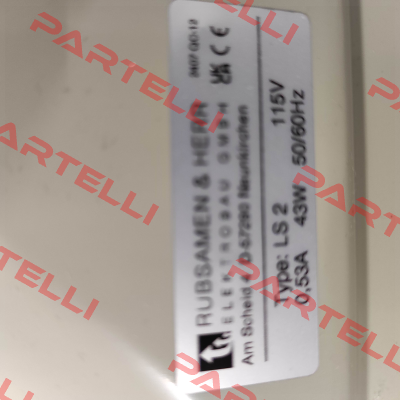 RÜBSAMEN & HERR
ELEKTROBAU GMBH
Am Scheid 4 D-57290 Neunkirchen
Type: LS 2 115V
0,53A 43W 50/60Hz
UK CA CE
PARTELLI
PARTELLI
PARTELLI
PARTELLI
PARTELLI